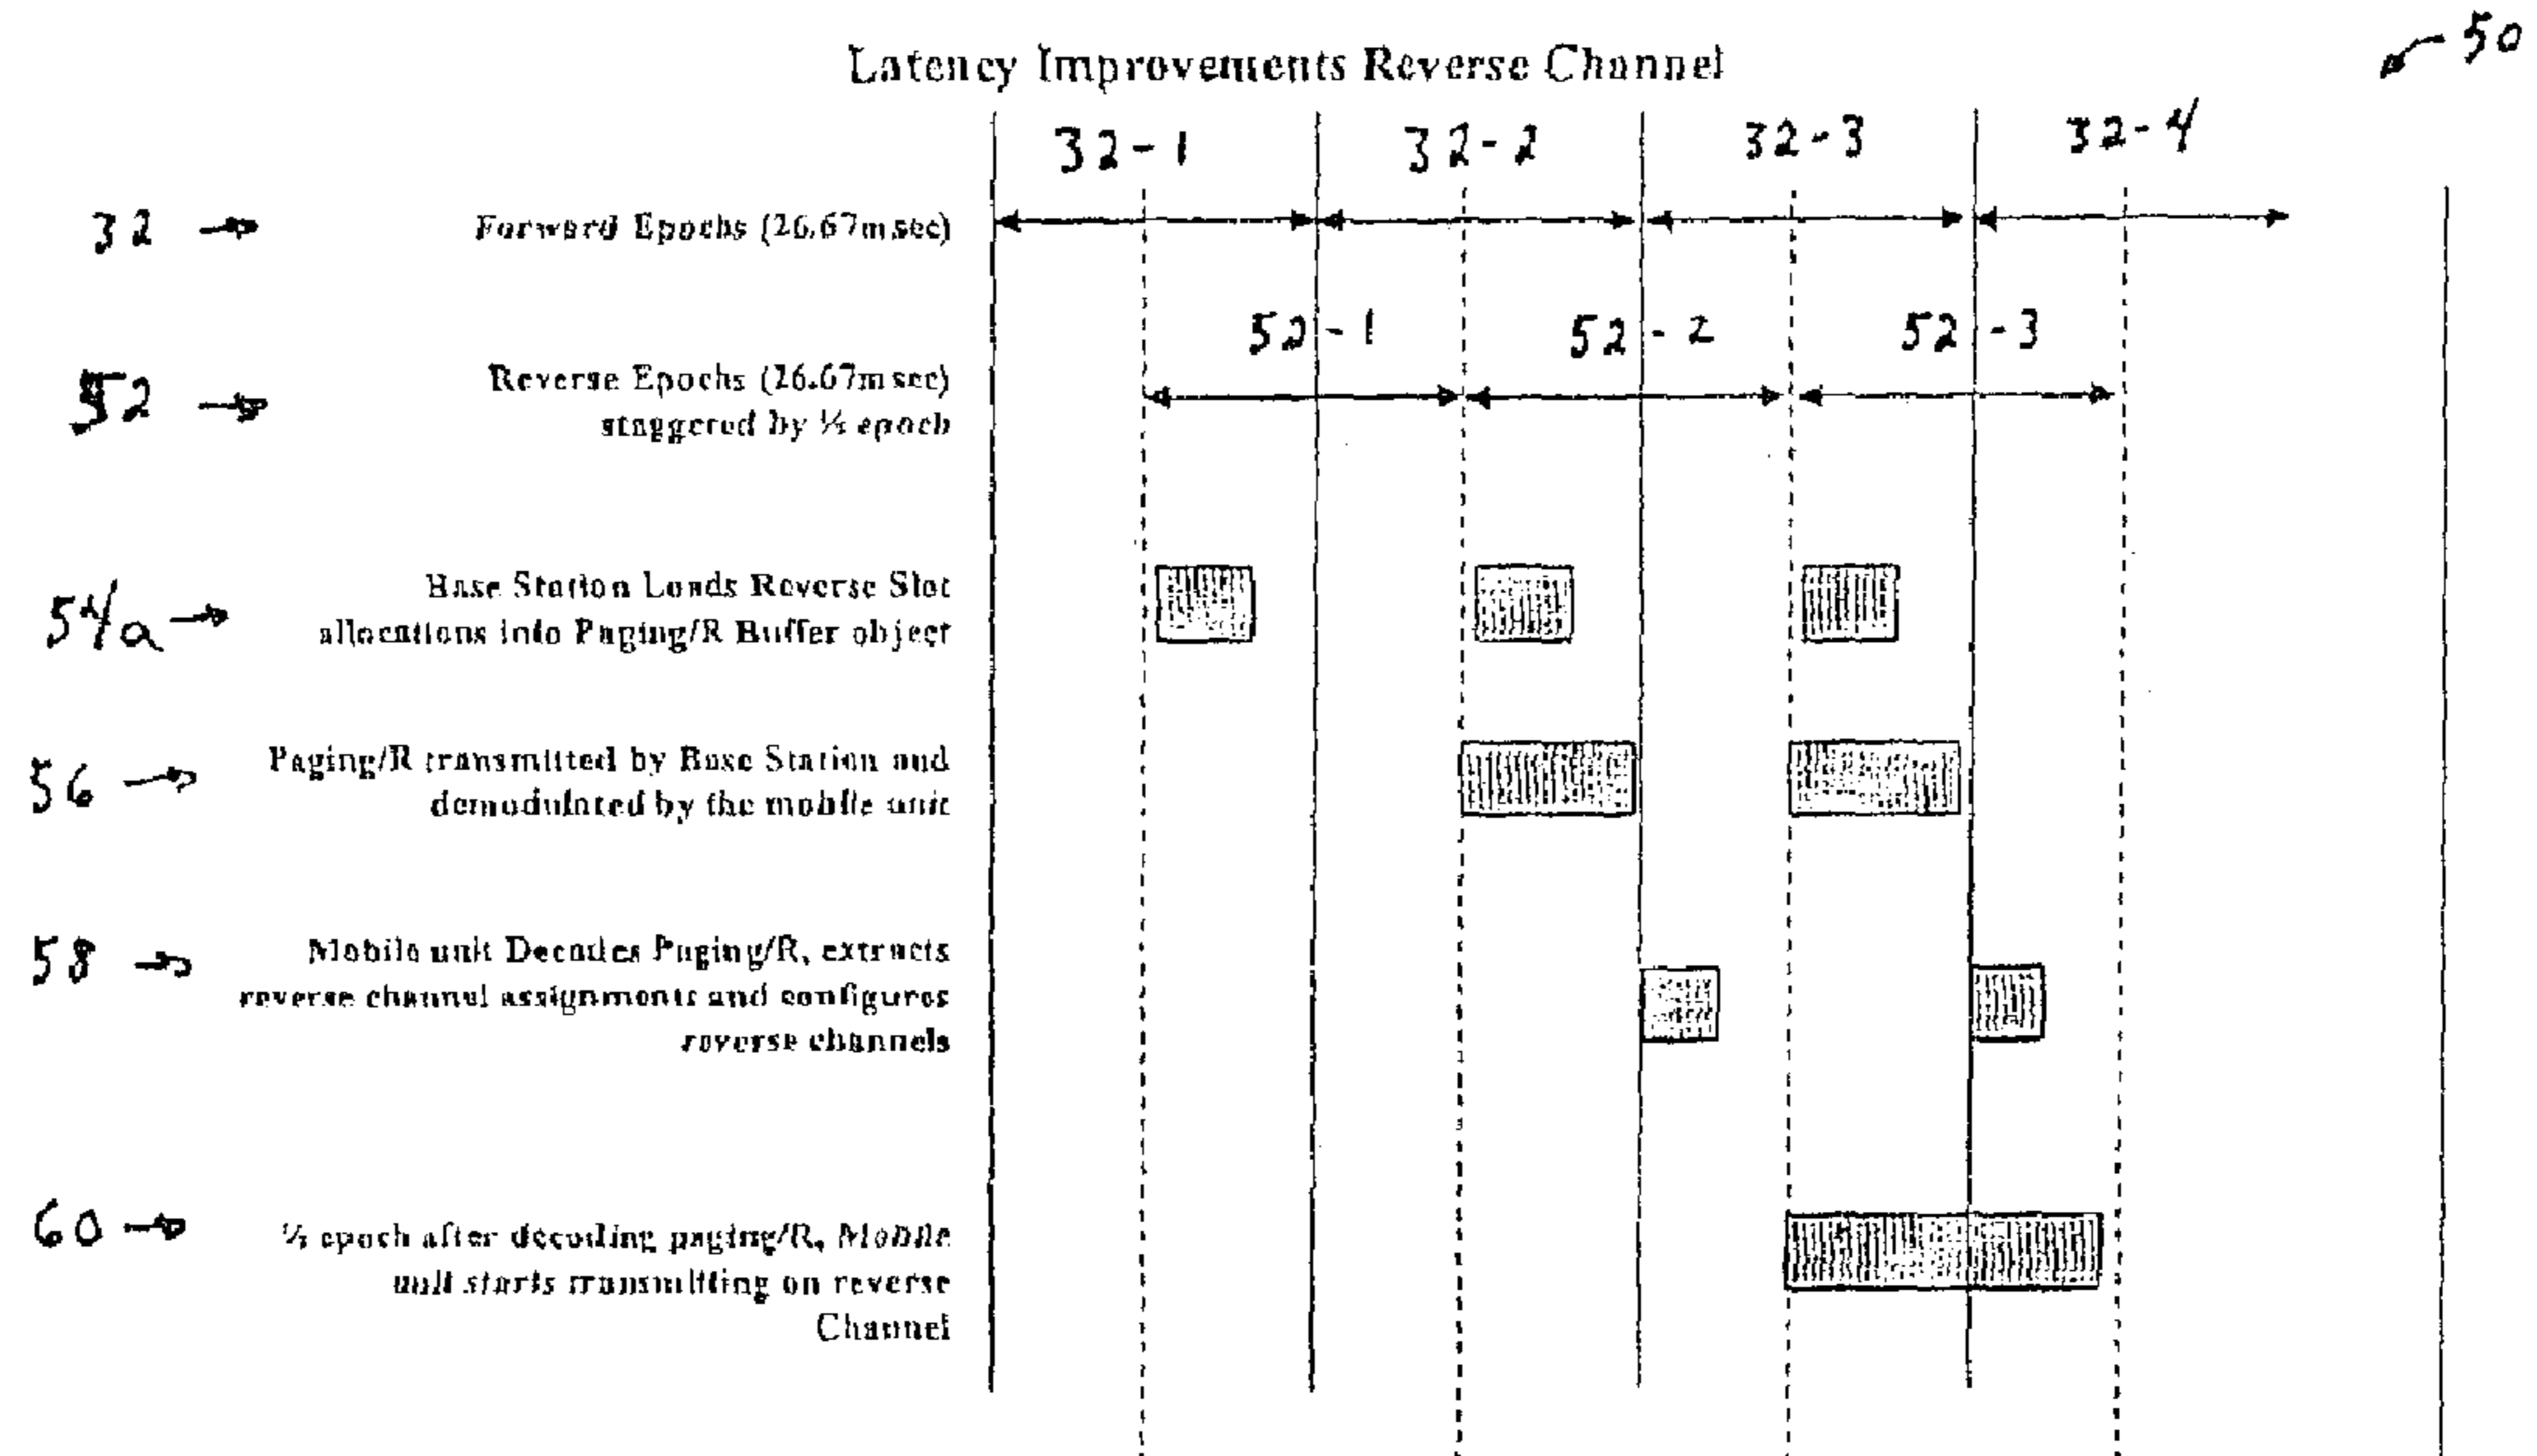 50
Latency Improvements Reverse Channel
32-1 32-2 32-3 32-4
32 Forward Epochs (26.67msec)
52-1 52-2 52-3
52 Reverse Epochs (26.67msec)
staggered by ½ epoch
54a Base Station Loads Reverse Slot
allocations into Paging/R Buffer object
56 Paging/R transmitted by Base Station and
demodulated by the mobile unit
58 Mobile unit Decodes Paging/R, extracts
reverse channel assignments and configures
reverse channels
60 ½ epoch after decoding paging/R, Mobile
unit starts transmitting on reverse
Channel